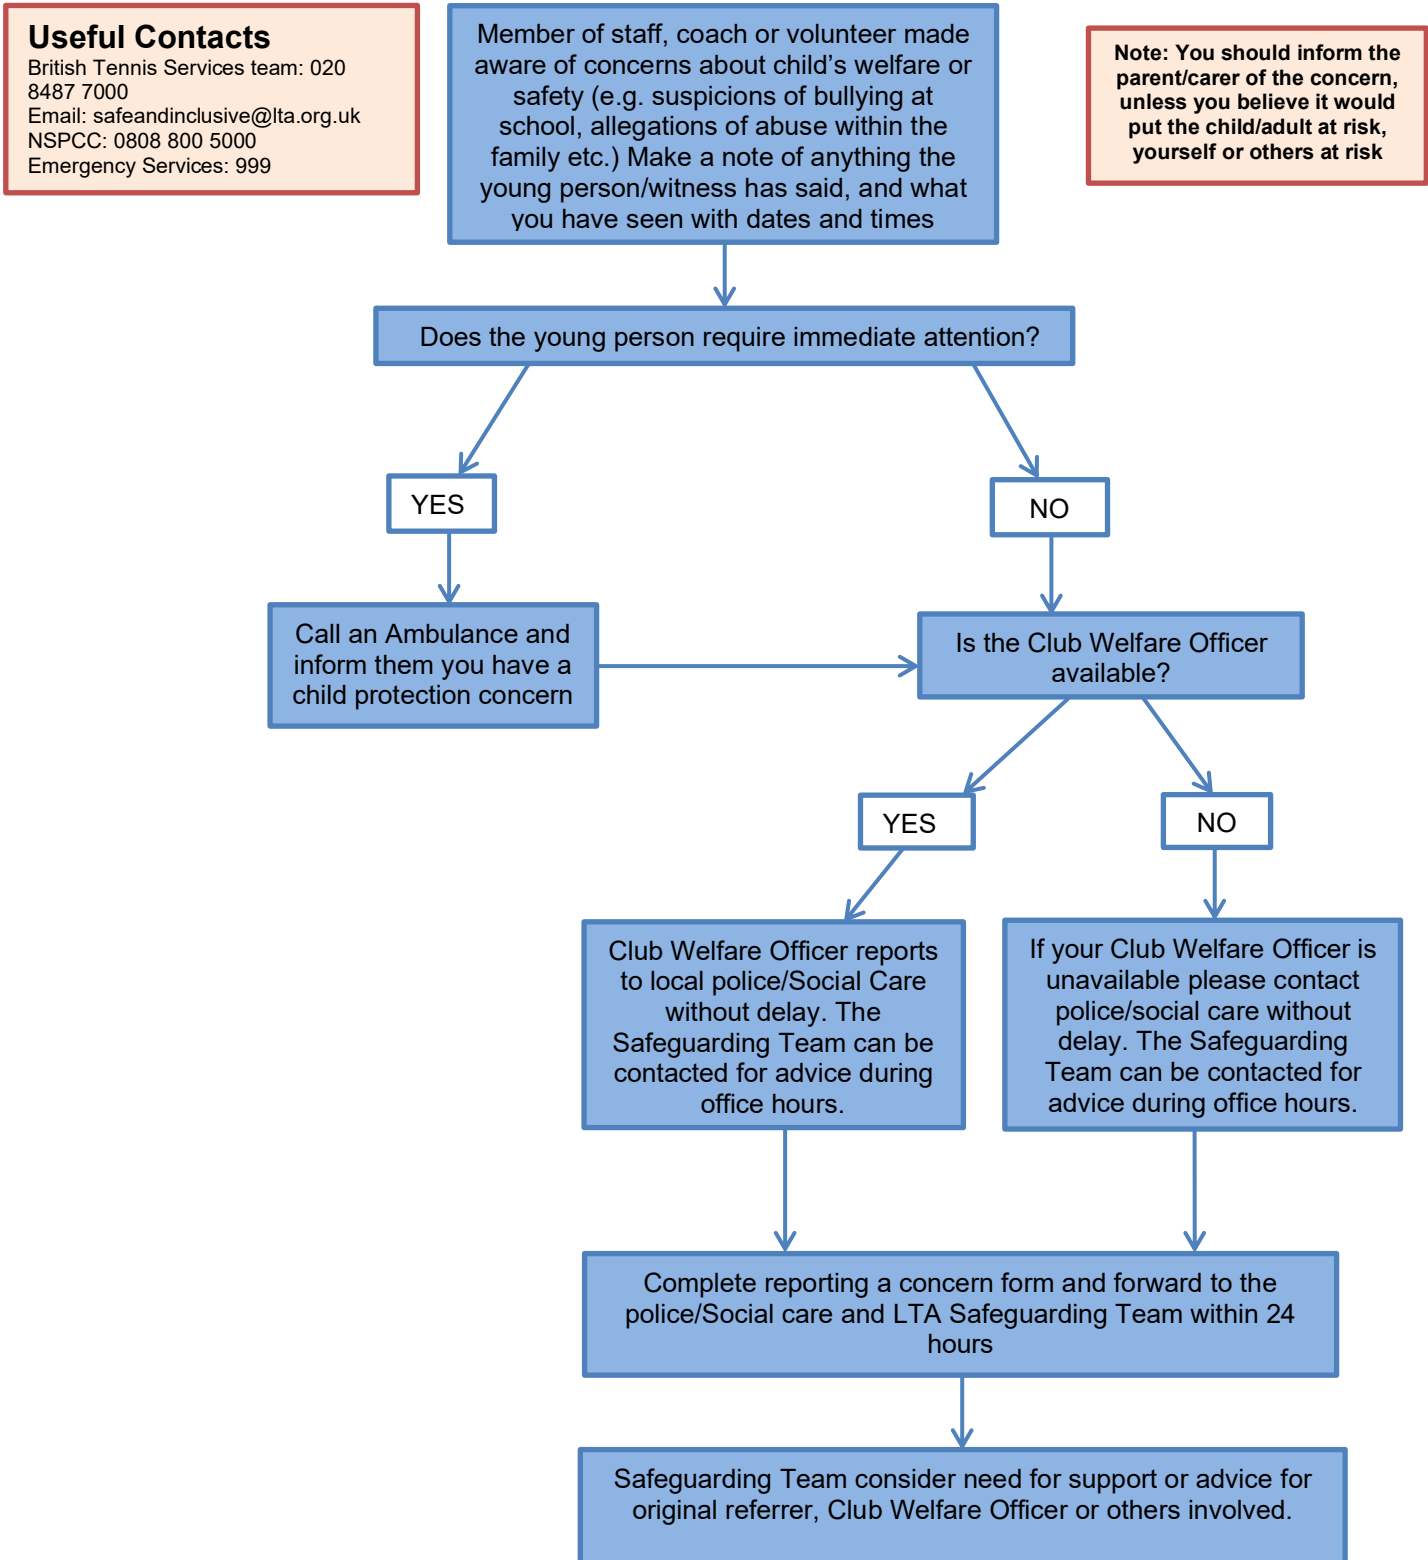 Useful Contacts
British Tennis Services team: 020
8487 7000
Email: safeandinclusive@lta.org.uk
NSPCC: 0808 800 5000
Emergency Services: 999
Member of staff, coach or volunteer made
aware of concerns about child’s welfare or
safety (e.g. suspicions of bullying at
school, allegations of abuse within the
family etc.) Make a note of anything the
young person/witness has said, and what
you have seen with dates and times
Note: You should inform the
parent/carer of the concern,
unless you believe it would
put the child/adult at risk,
yourself or others at risk
Does the young person require immediate attention?
YES
NO
Call an Ambulance and
inform them you have a
child protection concern
Is the Club Welfare Officer
available?
YES
NO
Club Welfare Officer reports
to local police/Social Care
without delay. The
Safeguarding Team can be
contacted for advice during
office hours.
If your Club Welfare Officer is
unavailable please contact
police/social care without
delay. The Safeguarding
Team can be contacted for
advice during office hours.
Complete reporting a concern form and forward to the
police/Social care and LTA Safeguarding Team within 24
hours
Safeguarding Team consider need for support or advice for
original referrer, Club Welfare Officer or others involved.